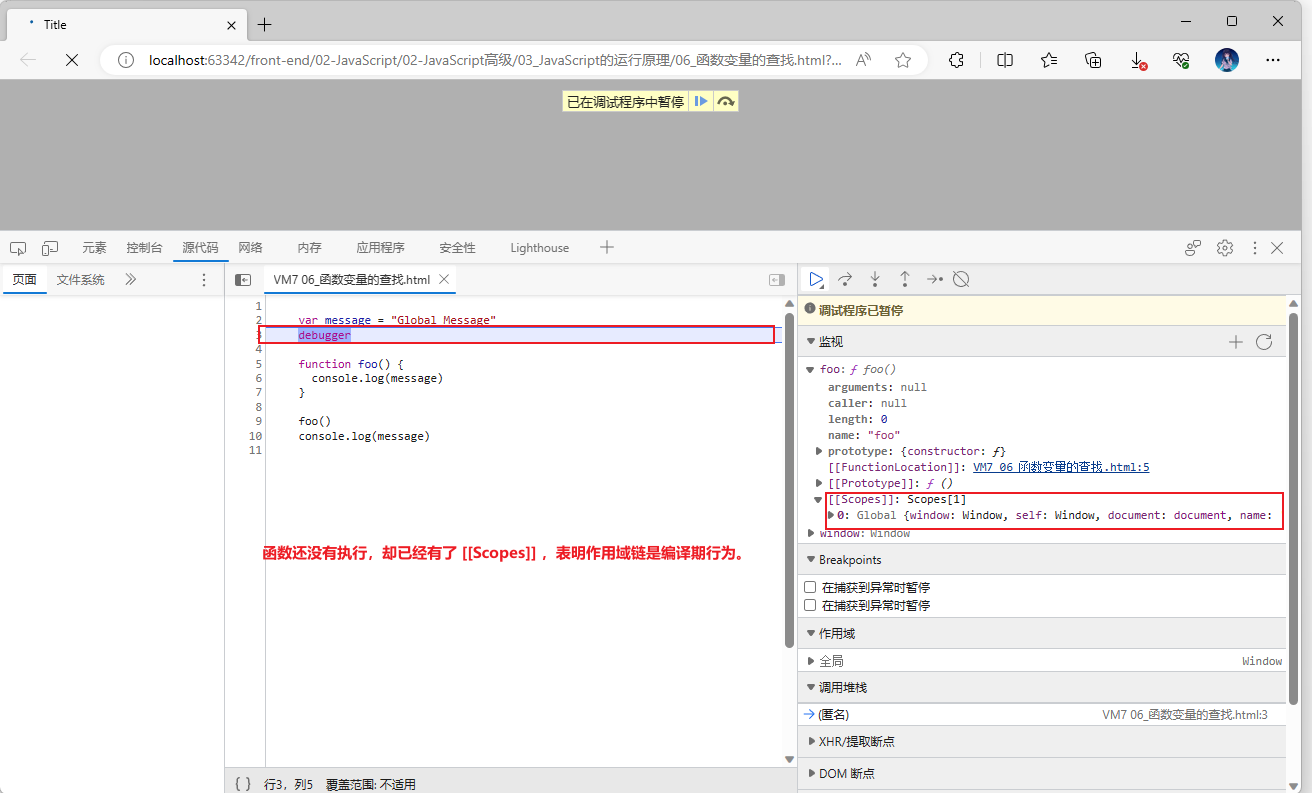 Title
localhost:63342/front-end/02-JavaScript/02-JavaScript高级/03_JavaScript的运行原理/06_函数变量的查找.html?...
已在调试程序中暂停
元素 控制台 源代码 网络 内存 应用程序 安全性 Lighthouse
页面 文件系统
VM7 06_函数变量的查找.html
1
2 var message = "Global Message"
3 debugger
4
5 function foo() {
6 console.log(message)
7 }
8
9 foo()
10 console.log(message)
11
函数还没有执行，却已经有了 [[Scopes]] ，表明作用域链是编译期行为。
{ } 行3，列5 覆盖范围: 不适用
调试程序已暂停
监视
foo: ƒ foo()
arguments: null
caller: null
length: 0
name: "foo"
prototype: {constructor: ƒ}
[[FunctionLocation]]: VM7 06_函数变量的查找.html:5
[[Prototype]]: ƒ ()
[[Scopes]]: Scopes[1]
0: Global {window: Window, self: Window, document: document, name:
window: Window
Breakpoints
在捕获到异常时暂停
在捕获到异常时暂停
作用域
全局 Window
调用堆栈
(匿名) VM7 06_函数变量的查找.html:3
XHR/提取断点
DOM 断点